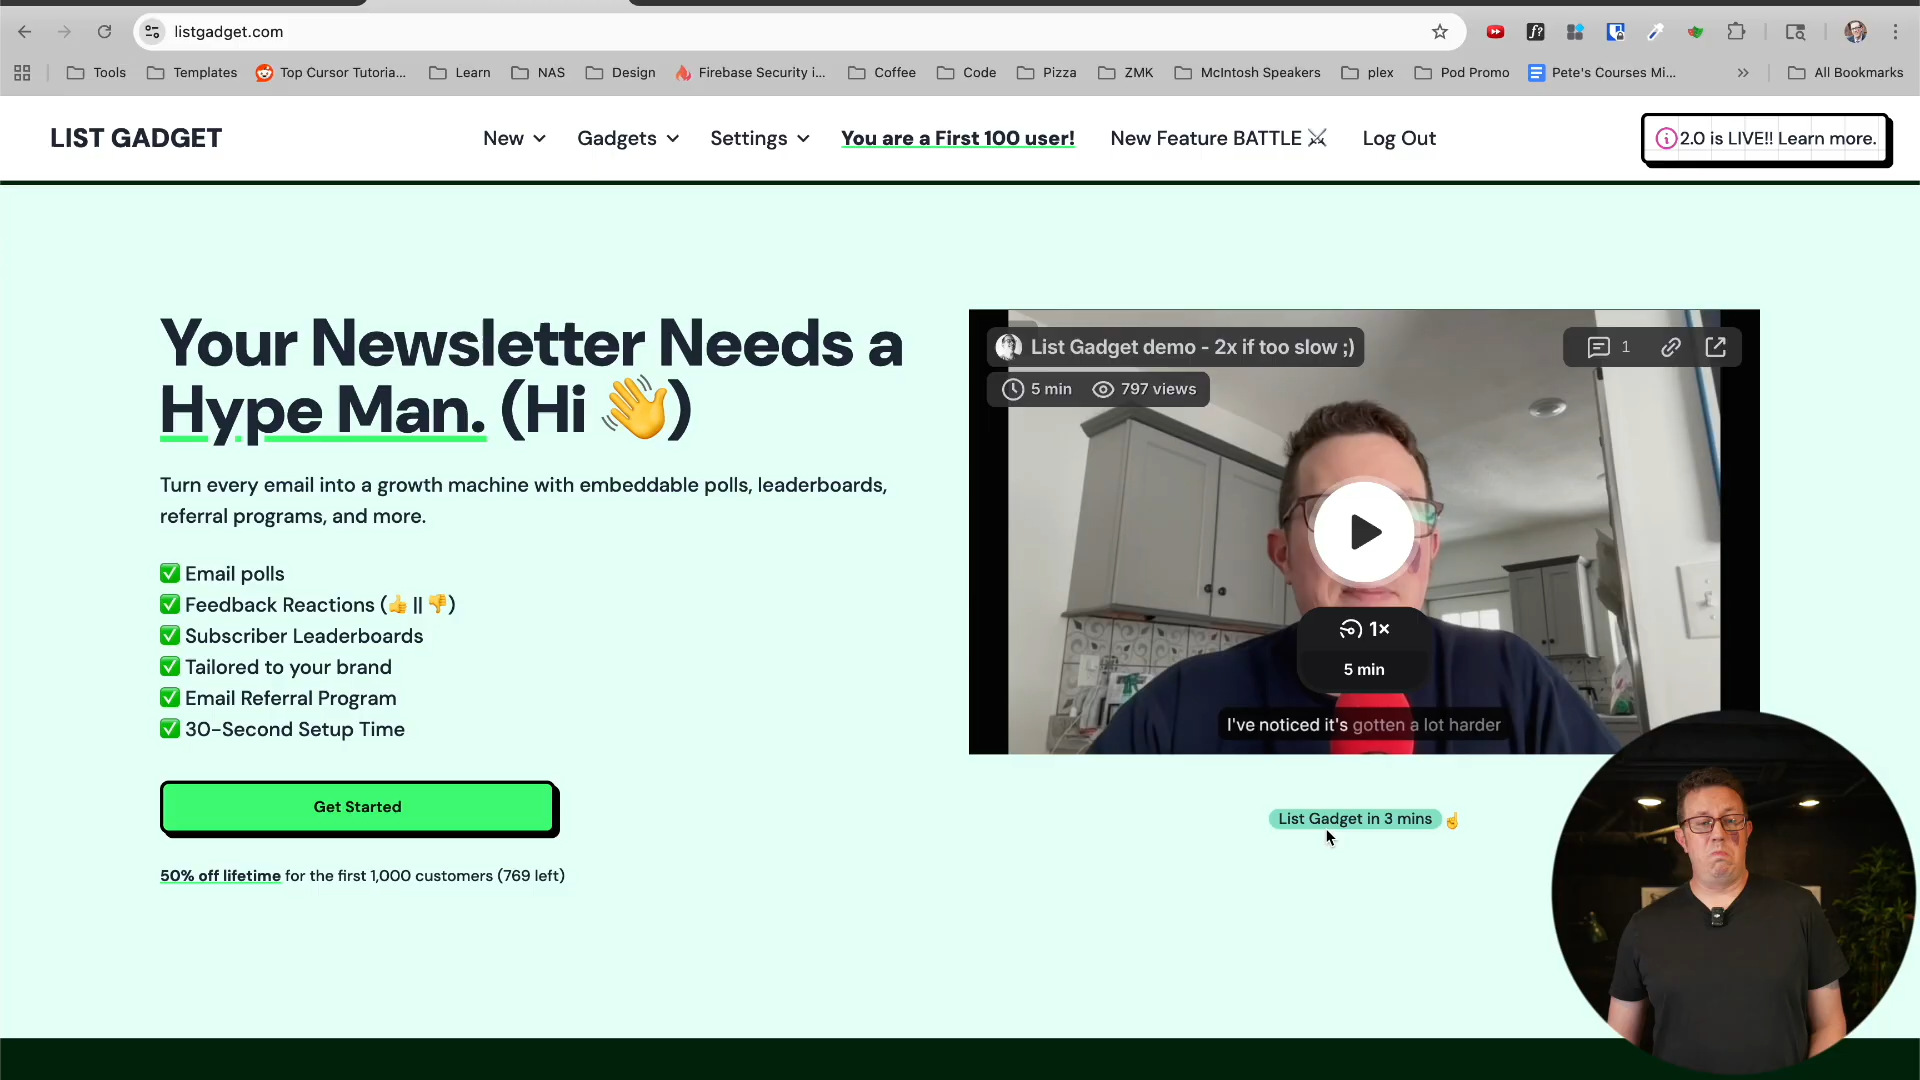 listgadget.com
Tools
Templates
Top Cursor Tutoria...
Learn
NAS
Design
Firebase Security i...
Coffee
Code
Pizza
ZMK
McIntosh Speakers
plex
Pod Promo
Pete's Courses Mi...
All Bookmarks
LIST GADGET
New
Gadgets
Settings
You are a First 100 user!
New Feature BATTLE ⚔
Log Out
2.0 is LIVE!! Learn more.
Your Newsletter Needs a
Hype Man. (Hi 👋)
Turn every email into a growth machine with embeddable polls, leaderboards,
referral programs, and more.
✅ Email polls
✅ Feedback Reactions (👍 || 👎)
✅ Subscriber Leaderboards
✅ Tailored to your brand
✅ Email Referral Program
✅ 30-Second Setup Time
Get Started
50% off lifetime for the first 1,000 customers (769 left)
List Gadget demo - 2x if too slow ;)
1
5 min
797 views
1×
5 min
I've noticed it's gotten a lot harder
List Gadget in 3 mins ☝